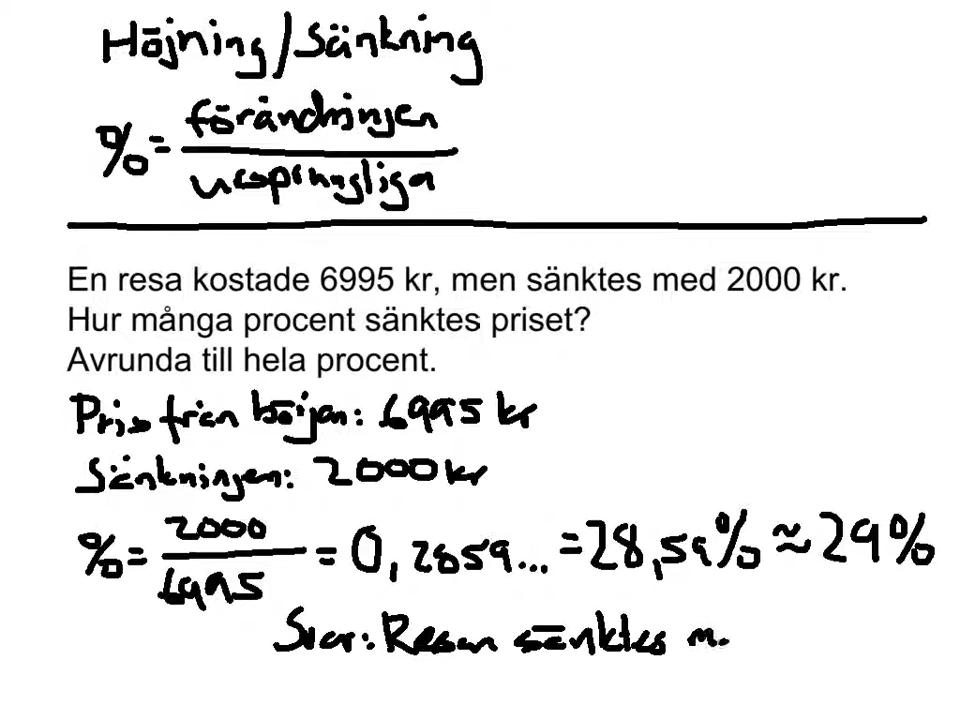 Höjning/Sänkning
% = förändringen
ursprungliga
En resa kostade 6995 kr, men sänktes med 2000 kr.
Hur många procent sänktes priset?
Avrunda till hela procent.
Pris från början: 6995 kr
Sänkningen: 2000 kr
% = 2000/6995 = 0,2859... = 28,59% ≈ 29%
Svar: Resan sänktes m.